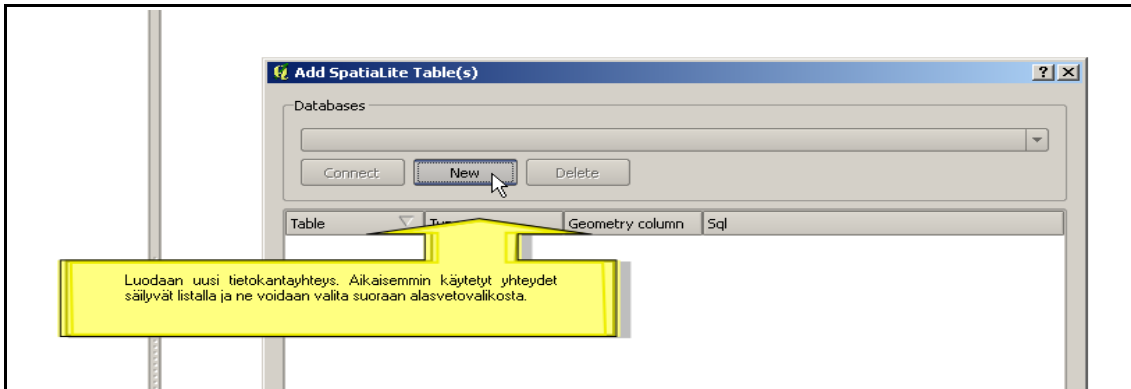 Add SpatiaLite Table(s)
Databases
Connect New Delete
Table Geometry column Sql
Luodaan uusi tietokantayhteys. Aikaisemmin käytetyt yhteydet
säilyvät listalla ja ne voidaan valita suoraan alasvetovalikosta.